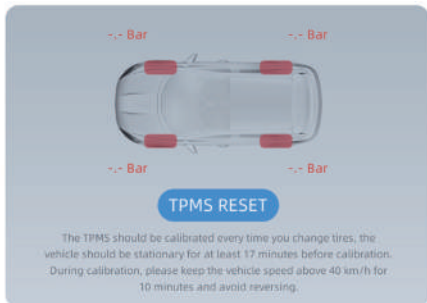 -.- Bar -.- Bar
-.- Bar -.- Bar
TPMS RESET
The TPMS should be calibrated every time you change tires, the
vehicle should be stationary for at least 17 minutes before calibration.
During calibration, please keep the vehicle speed above 40 km/h for
10 minutes and avoid reversing.